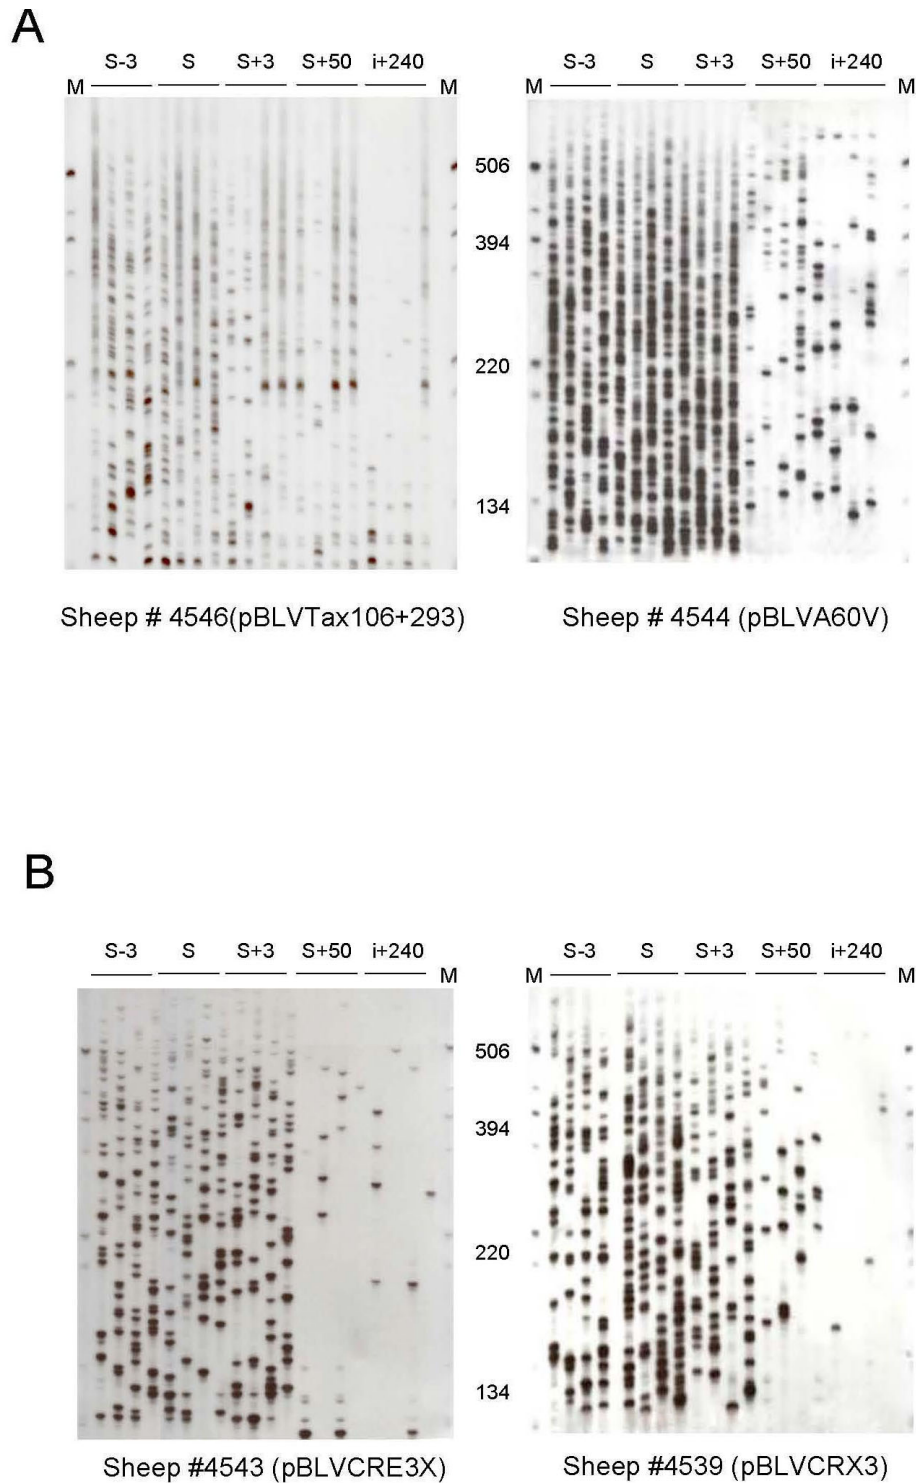 A
S-3 S S+3 S+50 i+240
M M
S-3 S S+3 S+50 i+240
M M
506
394
220
134
Sheep # 4546(pBLVTax106+293)
Sheep # 4544 (pBLVA60V)
B
S-3 S S+3 S+50 i+240
M
S-3 S S+3 S+50 i+240
M M
506
394
220
134
Sheep #4543 (pBLVCRE3X)
Sheep #4539 (pBLVCRX3)